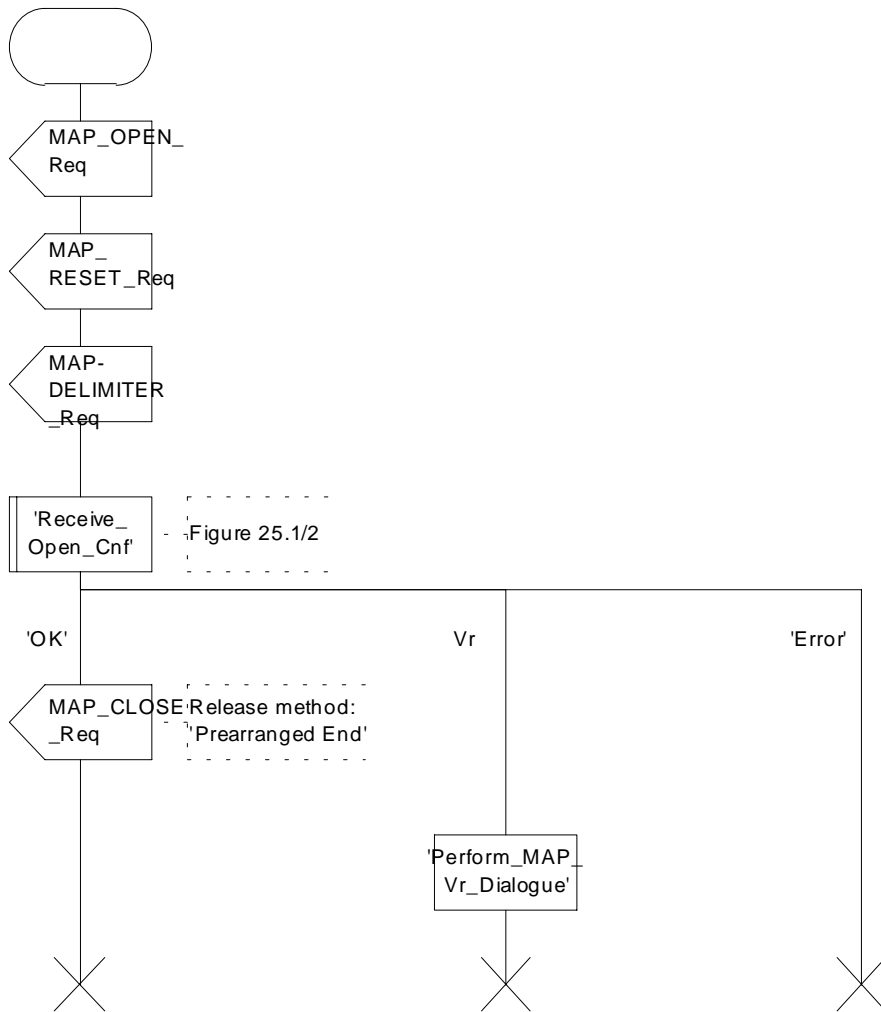 MAP_OPEN_
Req
MAP_
RESET_Req
MAP-
DELIMITER
_Req
'Receive_
Open_Cnf'
Figure 25.1/2
'OK'
Vr
'Error'
MAP_CLOSE
_Req
Release method:
'Prearranged End'
'Perform_MAP_
Vr_Dialogue'